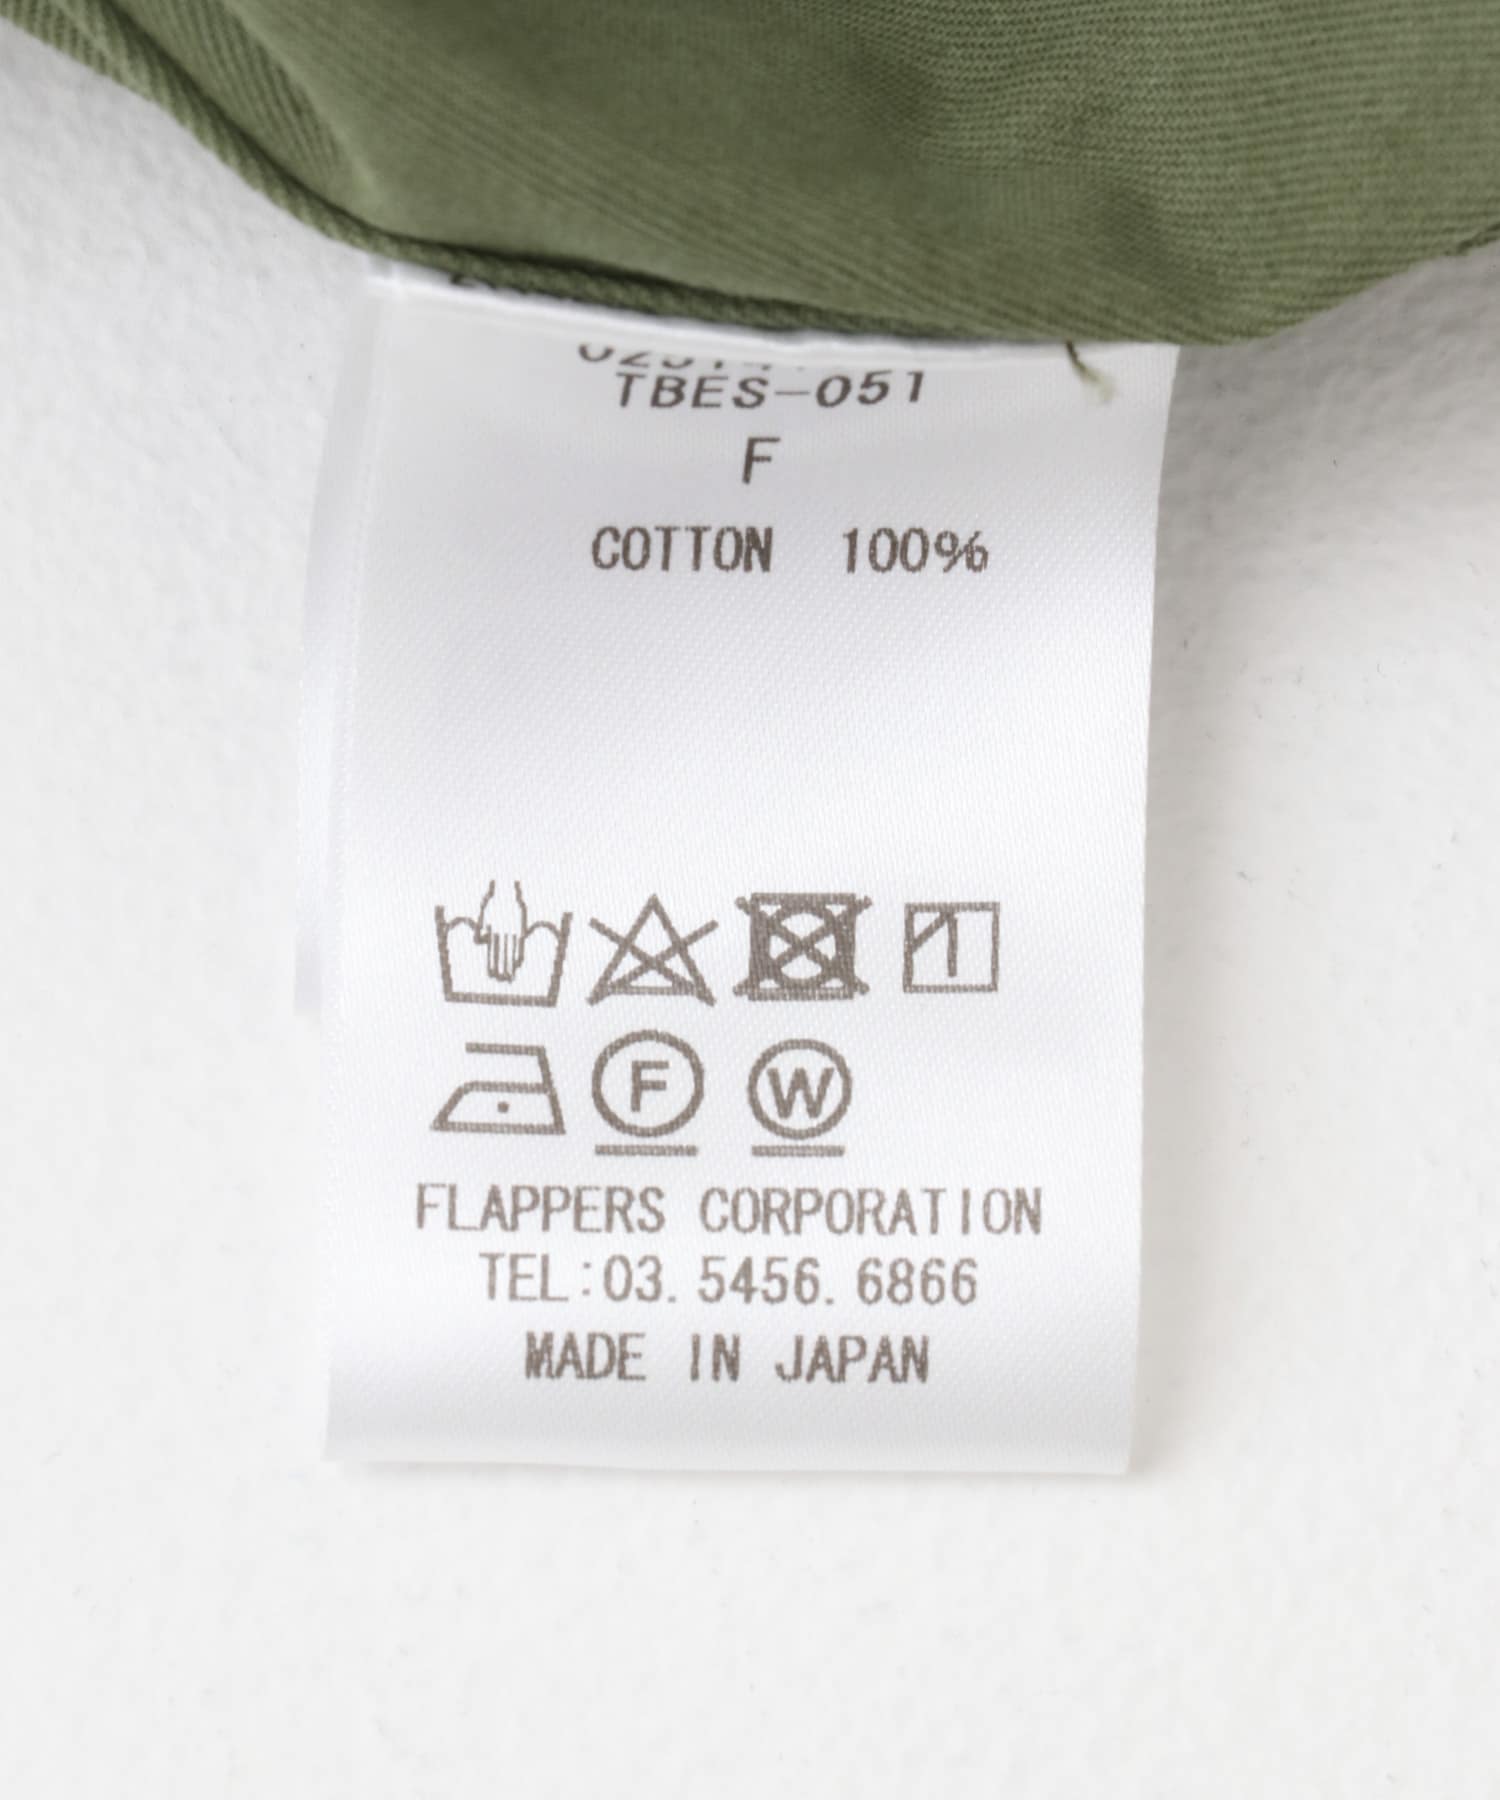 TBES-051
F
COTTON 100%
F W
FLAPPERS CORPORATION
TEL:03. 5456. 6866
MADE IN JAPAN